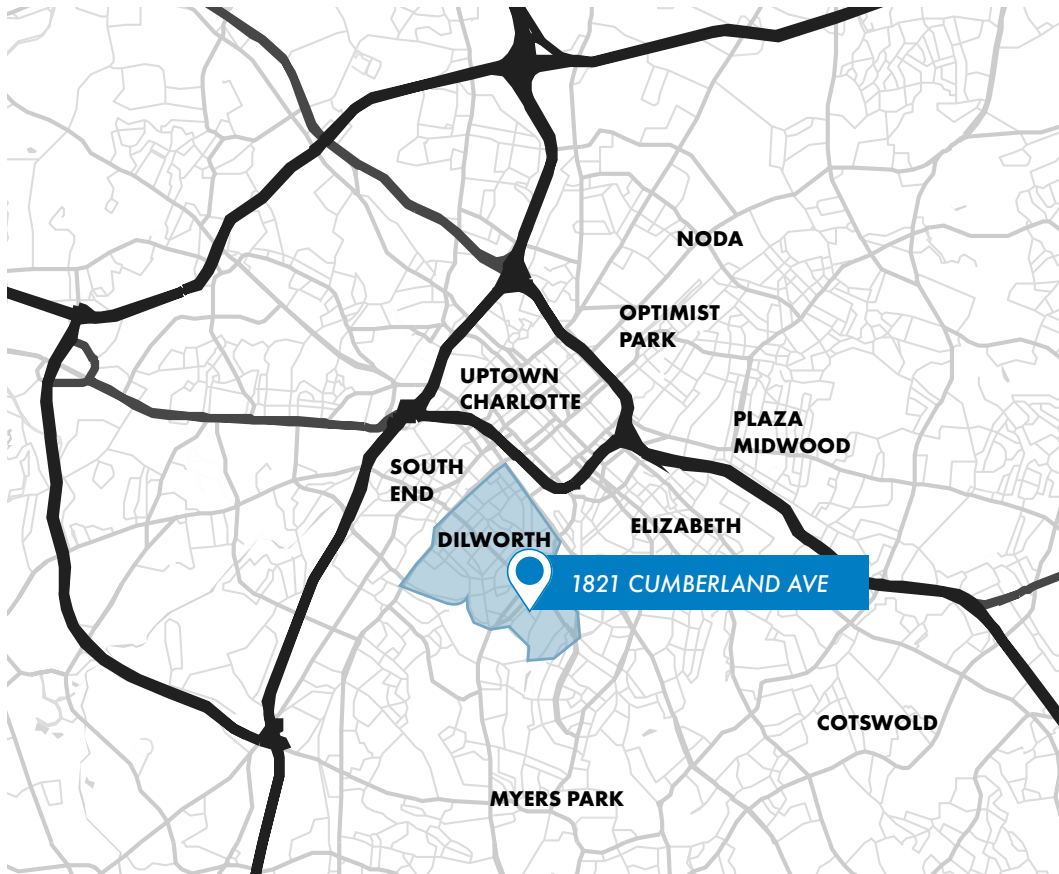 NODA
OPTIMIST
PARK
UPTOWN
CHARLOTTE
PLAZA
MIDWOOD
SOUTH
END
ELIZABETH
DILWORTH
1821 CUMBERLAND AVE
COTSWOLD
MYERS PARK